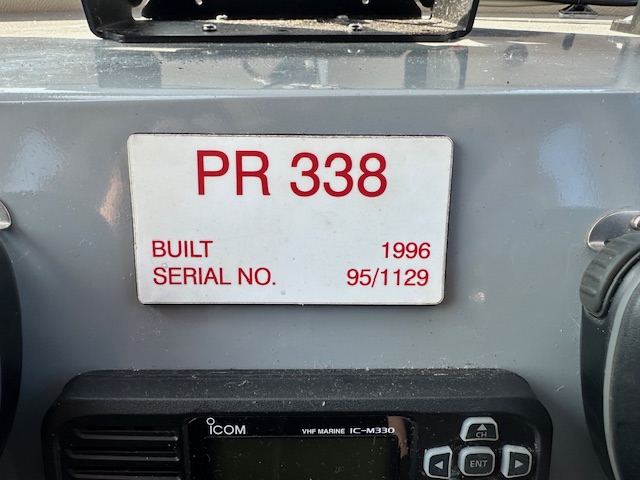 PR 338
BUILT 1996
SERIAL NO. 95/1129
ICOM VHF MARINE IC-M330
CH
ENT